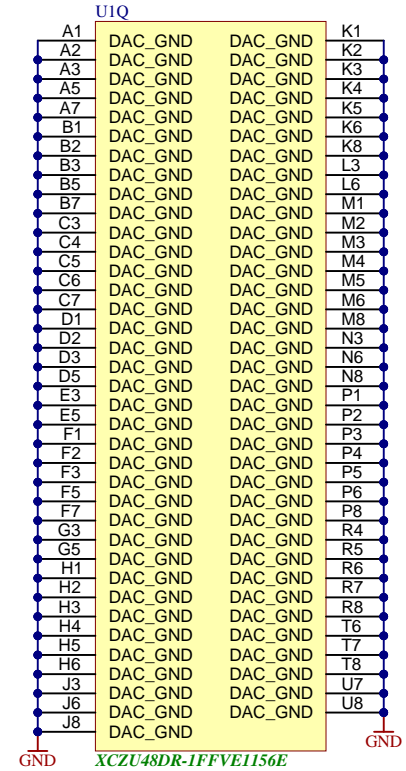 U1Q
A1 DAC_GND DAC_GND K1
A2 DAC_GND DAC_GND K2
A3 DAC_GND DAC_GND K3
A5 DAC_GND DAC_GND K4
A7 DAC_GND DAC_GND K5
B1 DAC_GND DAC_GND K6
B2 DAC_GND DAC_GND K8
B3 DAC_GND DAC_GND L3
B5 DAC_GND DAC_GND L6
B7 DAC_GND DAC_GND M1
C3 DAC_GND DAC_GND M2
C4 DAC_GND DAC_GND M3
C5 DAC_GND DAC_GND M4
C6 DAC_GND DAC_GND M5
C7 DAC_GND DAC_GND M6
D1 DAC_GND DAC_GND M8
D2 DAC_GND DAC_GND N3
D3 DAC_GND DAC_GND N6
D5 DAC_GND DAC_GND N8
E3 DAC_GND DAC_GND P1
E5 DAC_GND DAC_GND P2
F1 DAC_GND DAC_GND P3
F2 DAC_GND DAC_GND P4
F3 DAC_GND DAC_GND P5
F5 DAC_GND DAC_GND P6
F7 DAC_GND DAC_GND P8
G3 DAC_GND DAC_GND R4
G5 DAC_GND DAC_GND R5
H1 DAC_GND DAC_GND R6
H2 DAC_GND DAC_GND R7
H3 DAC_GND DAC_GND R8
H4 DAC_GND DAC_GND T6
H5 DAC_GND DAC_GND T7
H6 DAC_GND DAC_GND T8
J3 DAC_GND DAC_GND U7
J6 DAC_GND DAC_GND U8
J8 DAC_GND
GND
GND
XCZU48DR-1FFVE1156E